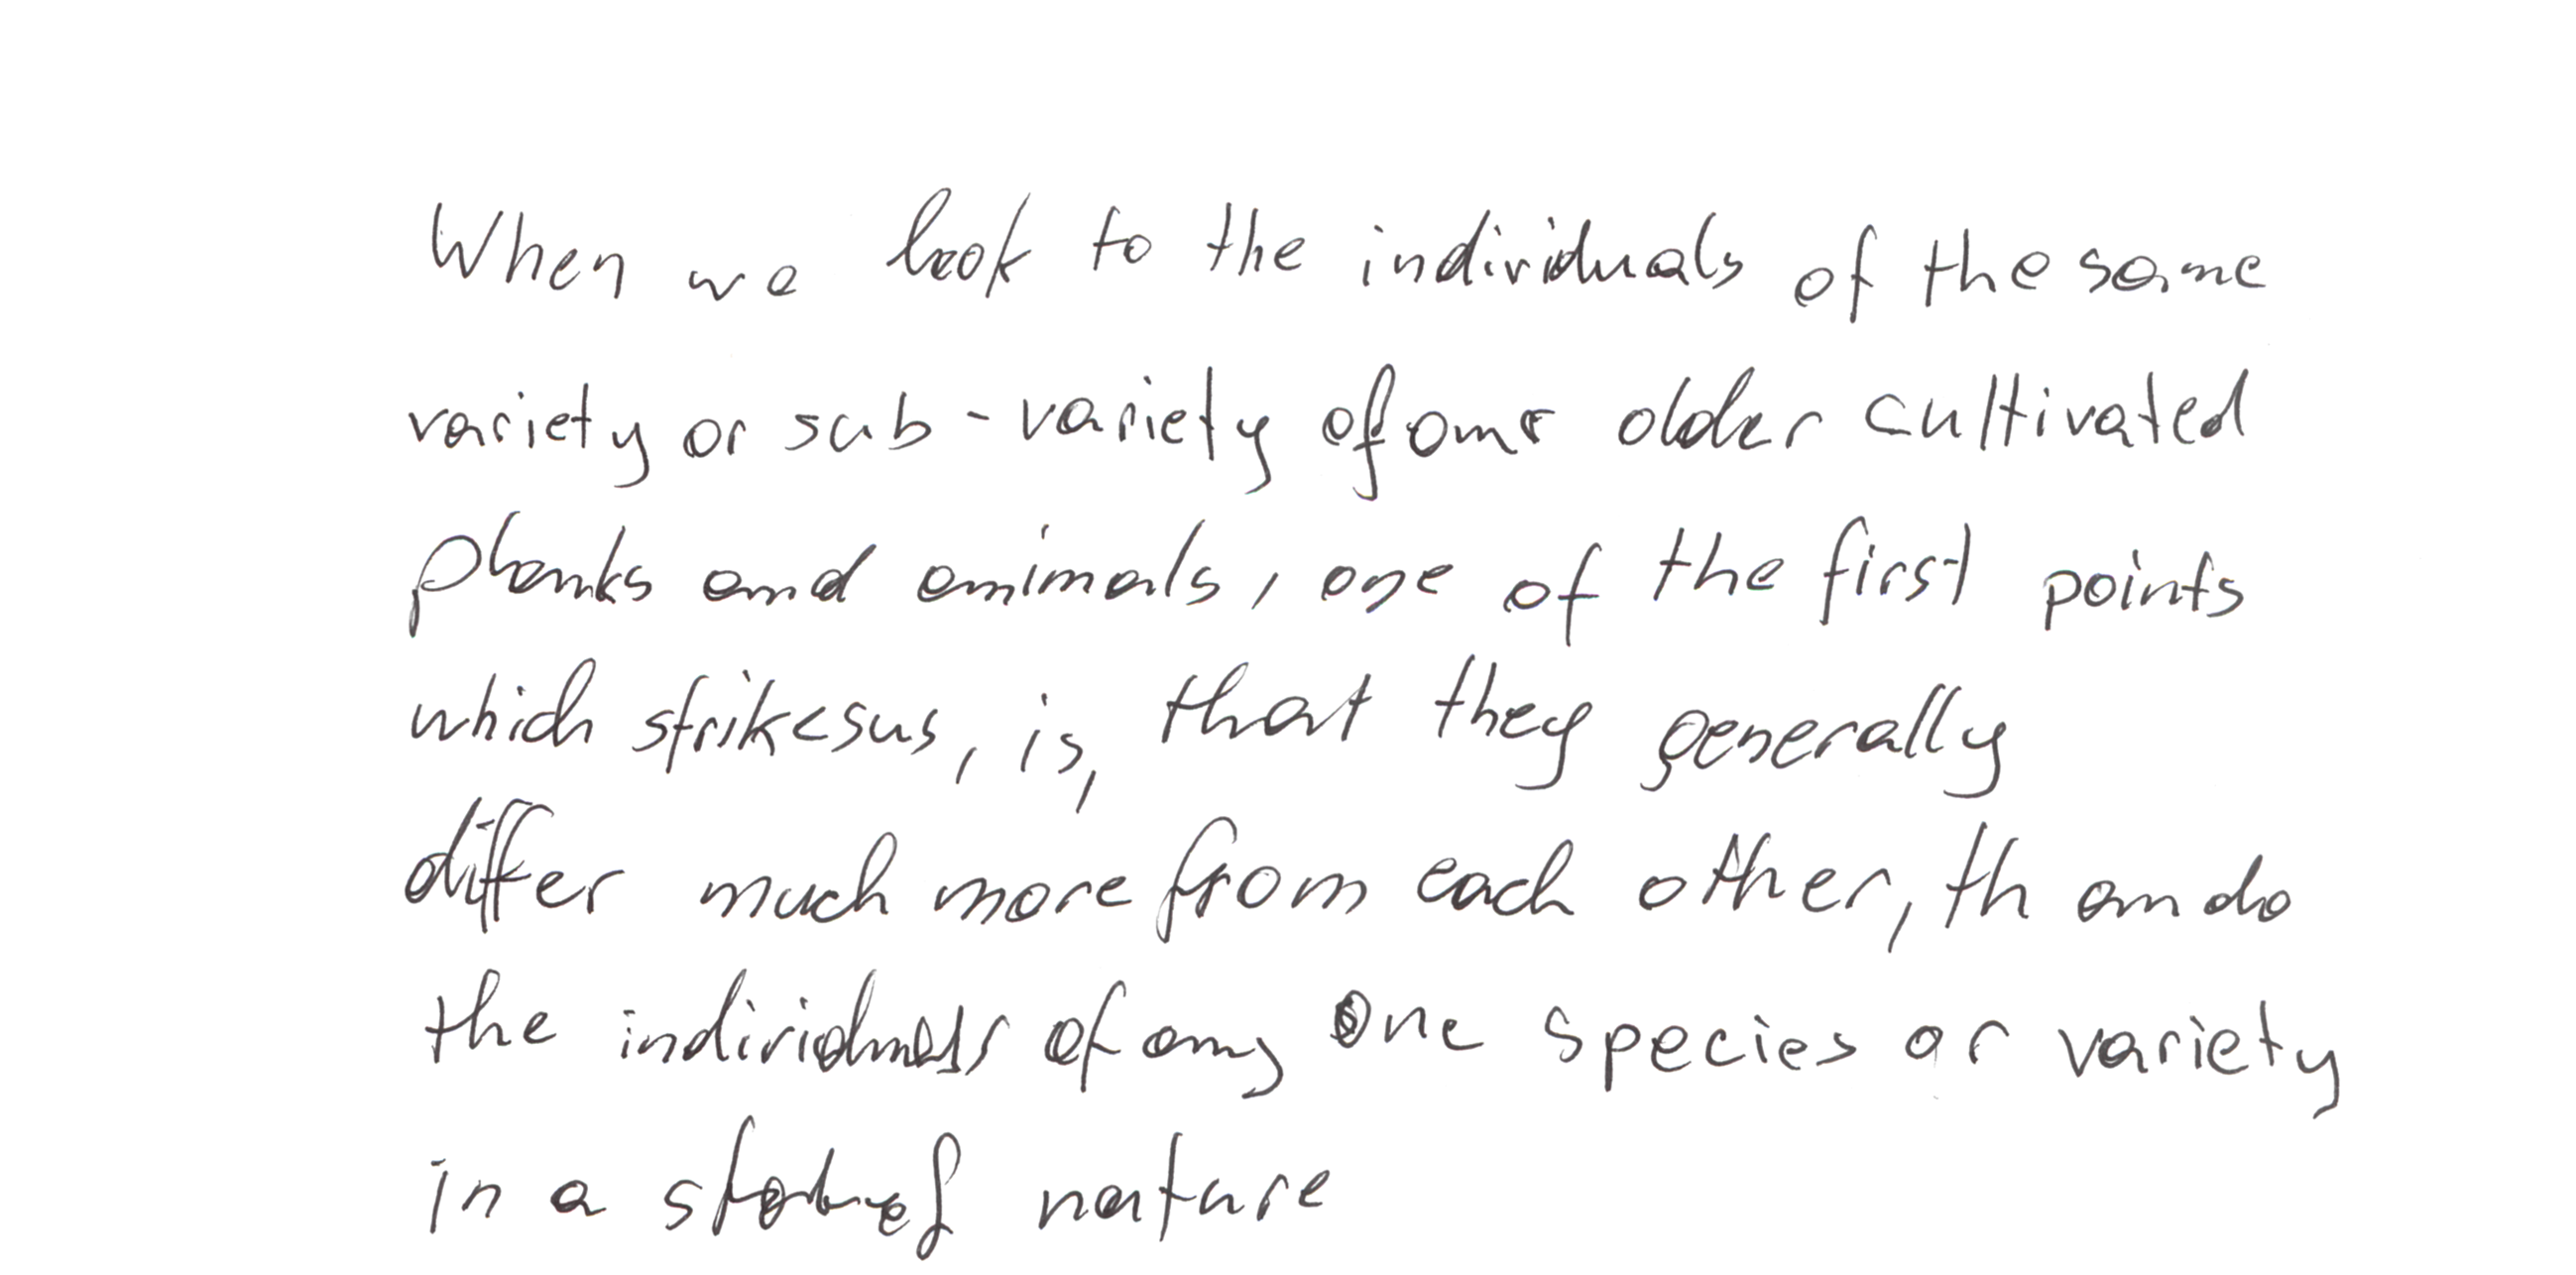 When we look to the individuals of the same
variety or sub-variety of our older cultivated
plants and animals, one of the first points
which strikes us, is, that they generally
differ much more from each other, than do
the individuals of any one species or variety
in a state of nature